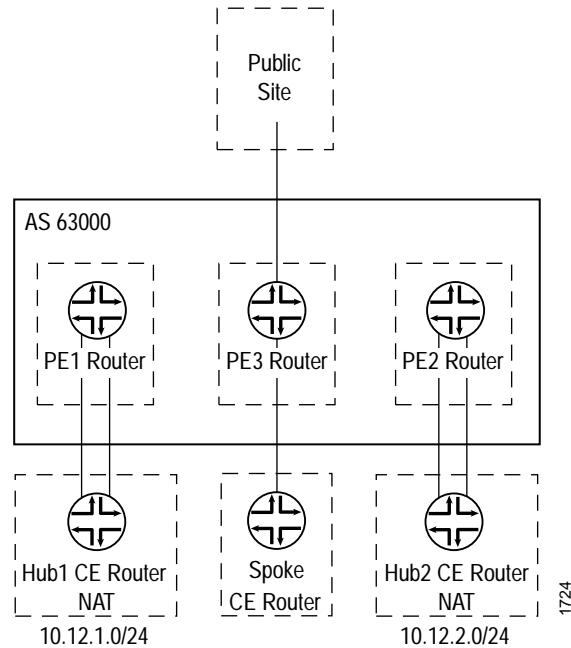 Public
Site
AS 63000
PE1 Router
PE3 Router
PE2 Router
Hub1 CE Router
NAT
Spoke
CE Router
Hub2 CE Router
NAT
10.12.1.0/24
10.12.2.0/24
1724